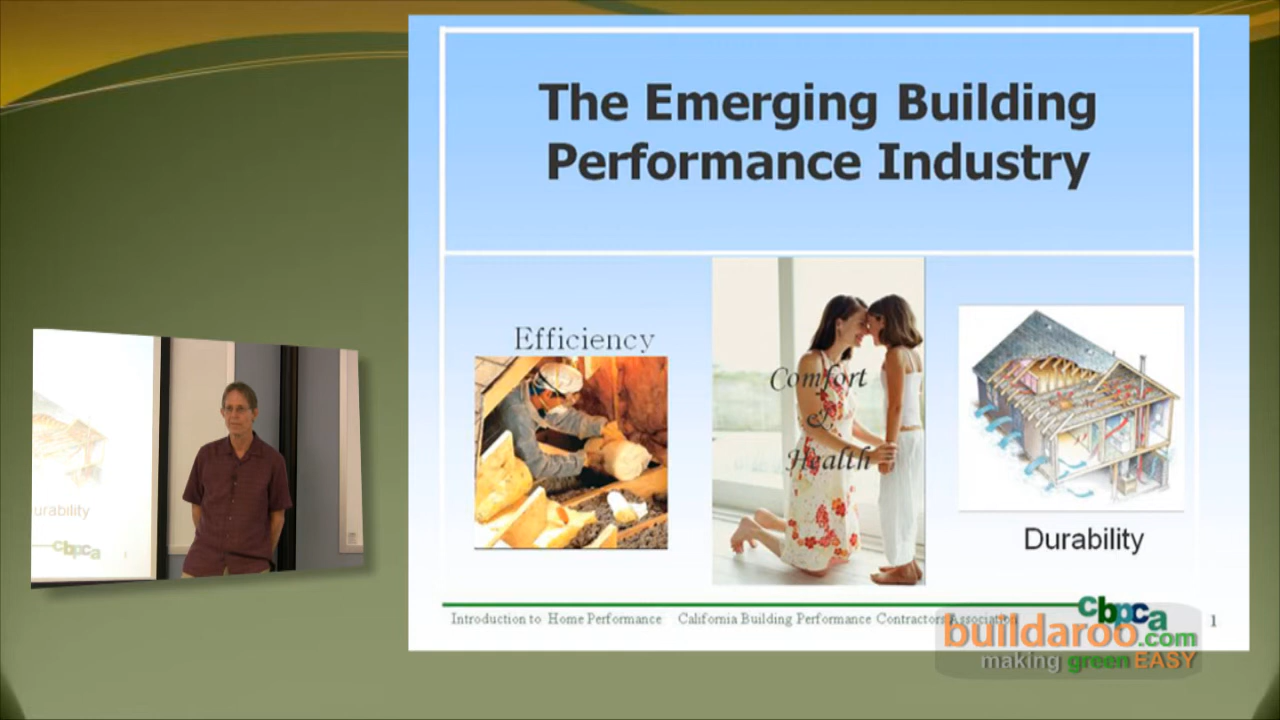 The Emerging Building
Performance Industry
Efficiency
Comfort
&
Health
Durability
Introduction to Home Performance California Building Performance Contractors Association
cbpca
1
buildaroo.com
making green EASY
urability
cbpca
1